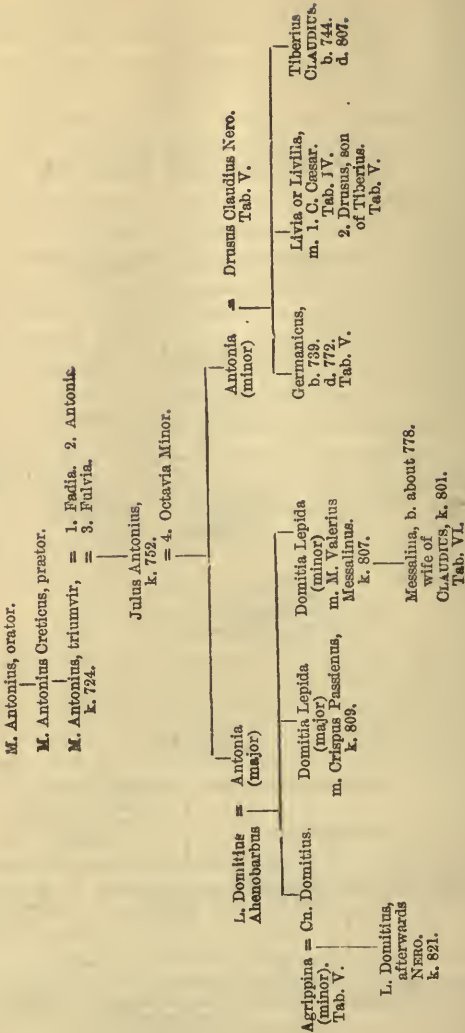 M. Antonius, orator.
M. Antonius Creticus, prætor.
M. Antonius, triumvir, = 1. Fadia. 2. Antonia.
k. 724. = 3. Fulvia.
Julus Antonius,
k. 752.
= 4. Octavia Minor.
L. Domitius = Antonia
Ahenobarbus (major)
Antonia = Drusus Claudius Nero.
(minor) Tab. V.
Agrippina = Cn. Domitius.
(minor).
Tab. V.
Domitia Lepida
(major)
m. Crispus Passienus,
k. 809.
Domitia Lepida
(minor)
m. M. Valerius
Messalinus.
k. 807.
Germanicus,
b. 739.
d. 772.
Tab. V.
Livia or Livilla,
m. 1. C. Cæsar.
Tab. IV.
2. Drusus, son
of Tiberius.
Tab. V.
Tiberius
CLAUDIUS.
b. 744.
d. 807.
L. Domitius,
afterwards
NERO.
k. 821.
Messalina, b. about 778.
wife of
CLAUDIUS, k. 801.
Tab. VI.